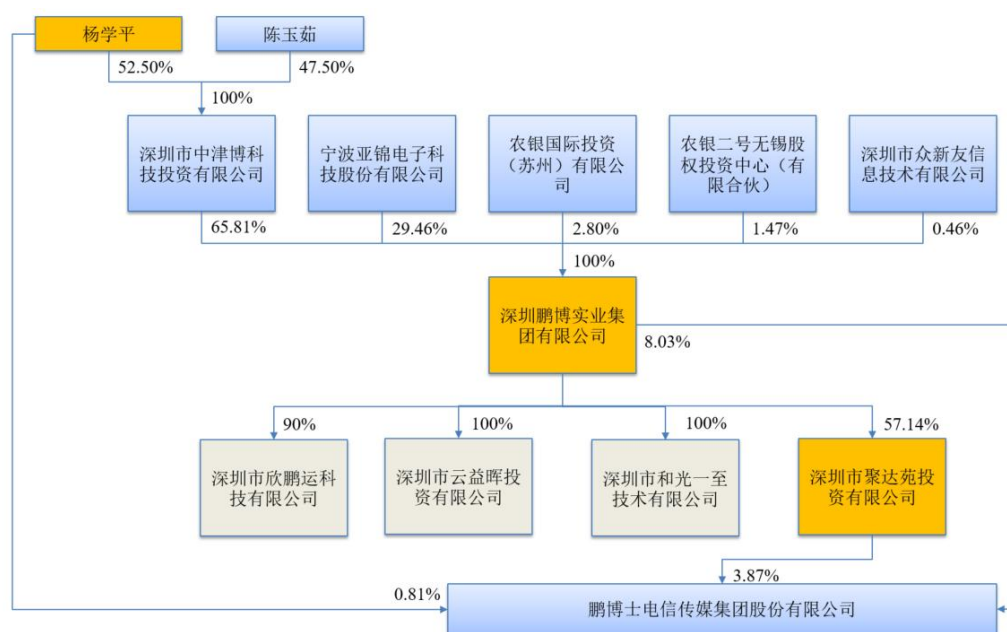 杨学平
陈玉茹
52.50%
47.50%
100%
深圳市中津博科
技投资有限公司
宁波亚锦电子科
技股份有限公司
农银国际投资
（苏州）有限公
司
农银二号无锡股
权投资中心（有
限合伙）
深圳市众新友信
息技术有限公司
65.81%
29.46%
2.80%
1.47%
0.46%
100%
深圳鹏博实业集
团有限公司
8.03%
90%
100%
100%
57.14%
深圳市欣鹏运科
技有限公司
深圳市云益晖投
资有限公司
深圳市和光一至
技术有限公司
深圳市聚达苑投
资有限公司
0.81%
3.87%
鹏博士电信传媒集团股份有限公司